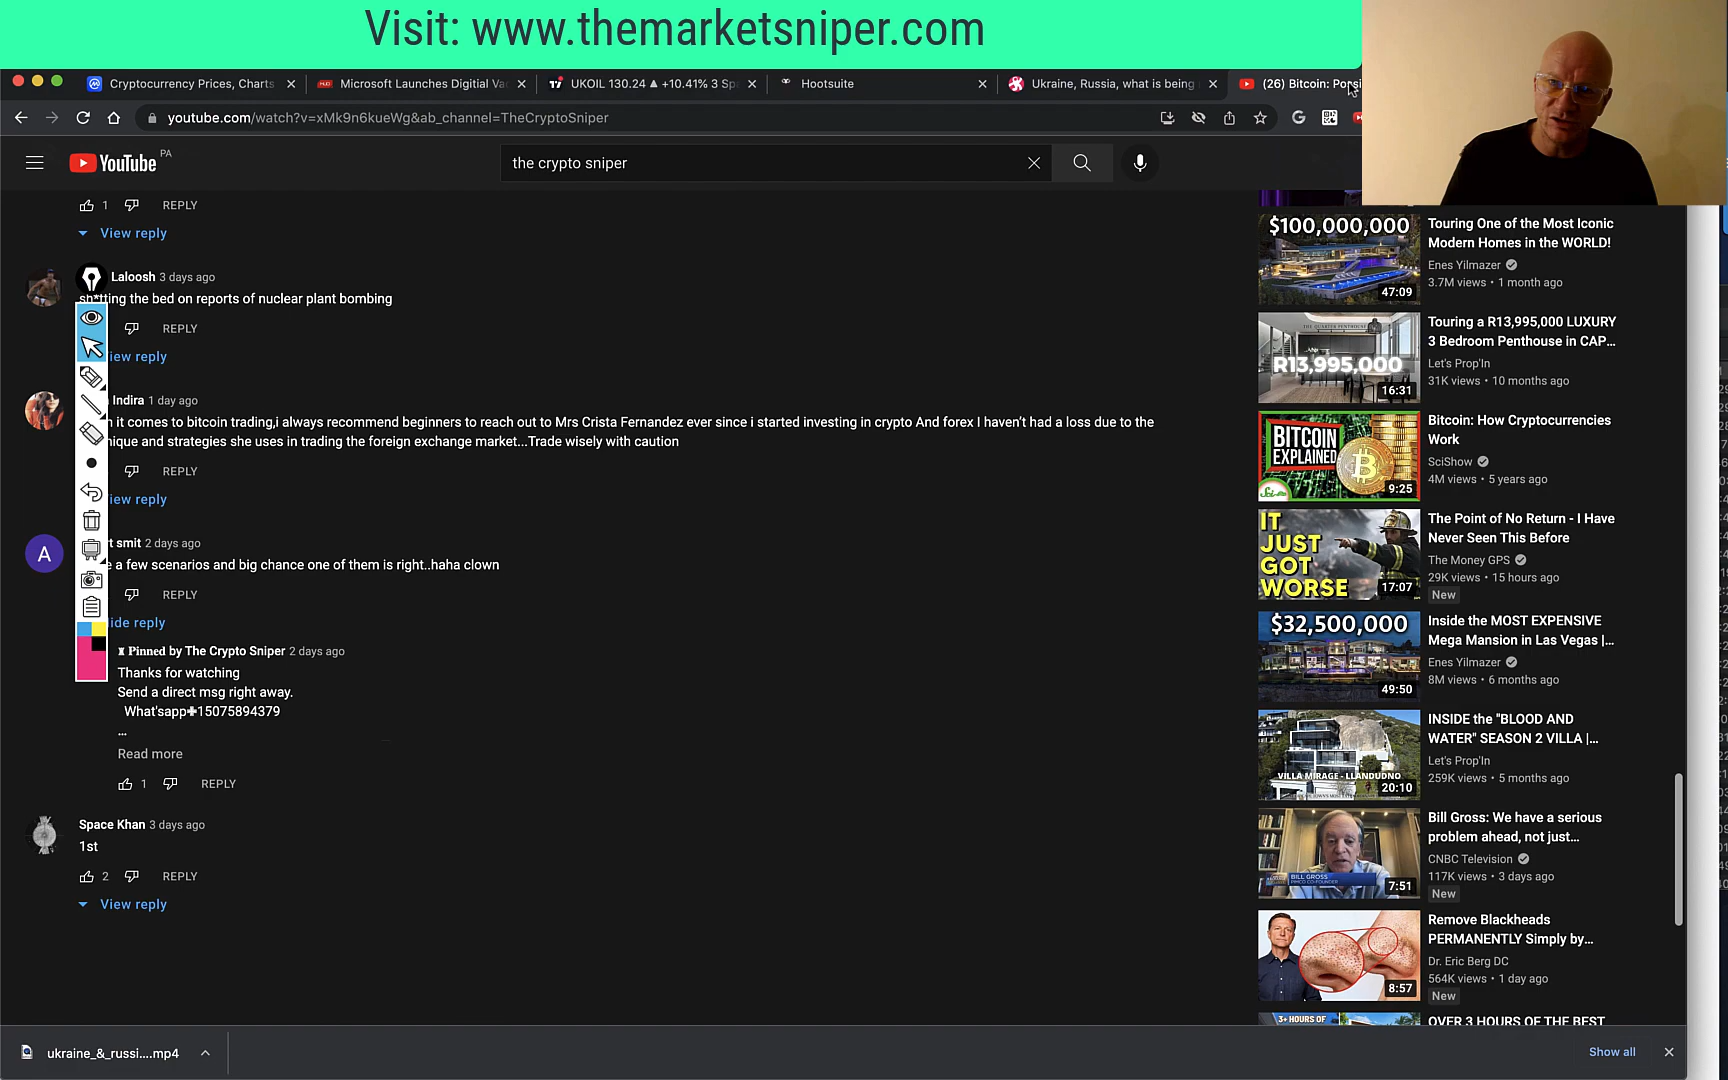 Visit: www.themarketsniper.com
Cryptocurrency Prices, Charts
Microsoft Launches Digitial Va
UKOIL 130.24 ▲ +10.41% 3 Sp
Hootsuite
Ukraine, Russia, what is being
(26) Bitcoin:
youtube.com/watch?v=xMk9n6kueWg&ab_channel=TheCryptoSniper
YouTube PA
the crypto sniper
1 REPLY
View reply
Laloosh 3 days ago
sh*tting the bed on reports of nuclear plant bombing
REPLY
iew reply
Indira 1 day ago
it comes to bitcoin trading,i always recommend beginners to reach out to Mrs Crista Fernandez ever since i started investing in crypto And forex I haven't had a loss due to the
nique and strategies she uses in trading the foreign exchange market...Trade wisely with caution
REPLY
iew reply
A
t smit 2 days ago
a few scenarios and big chance one of them is right..haha clown
REPLY
ide reply
♜ Pinned by The Crypto Sniper 2 days ago
Thanks for watching
Send a direct msg right away.
What'sapp✚15075894379
...
Read more
1 REPLY
Space Khan 3 days ago
1st
2 REPLY
View reply
$100,000,000
47:09
Touring One of the Most Iconic
Modern Homes in the WORLD!
Enes Yilmazer
3.7M views • 1 month ago
THE QUARTER PENTHOUSE
R13,995,000
16:31
Touring a R13,995,000 LUXURY
3 Bedroom Penthouse in CAP...
Let's Prop'In
31K views • 10 months ago
BITCOIN
EXPLAINED
Sci
9:25
Bitcoin: How Cryptocurrencies
Work
SciShow
4M views • 5 years ago
IT
JUST
GOT
WORSE
17:07
The Point of No Return - I Have
Never Seen This Before
The Money GPS
29K views • 15 hours ago
New
$32,500,000
49:50
Inside the MOST EXPENSIVE
Mega Mansion in Las Vegas |...
Enes Yilmazer
8M views • 6 months ago
VILLA MIRAGE - LLANDUDNO
20:10
INSIDE the "BLOOD AND
WATER" SEASON 2 VILLA |...
Let's Prop'In
259K views • 5 months ago
BILL GROSS
7:51
Bill Gross: We have a serious
problem ahead, not just...
CNBC Television
117K views • 3 days ago
New
8:57
Remove Blackheads
PERMANENTLY Simply by...
Dr. Eric Berg DC
564K views • 1 day ago
New
3+ HOURS OF
OVER 3 HOURS OF THE BEST
ukraine_&_russi....mp4
Show all